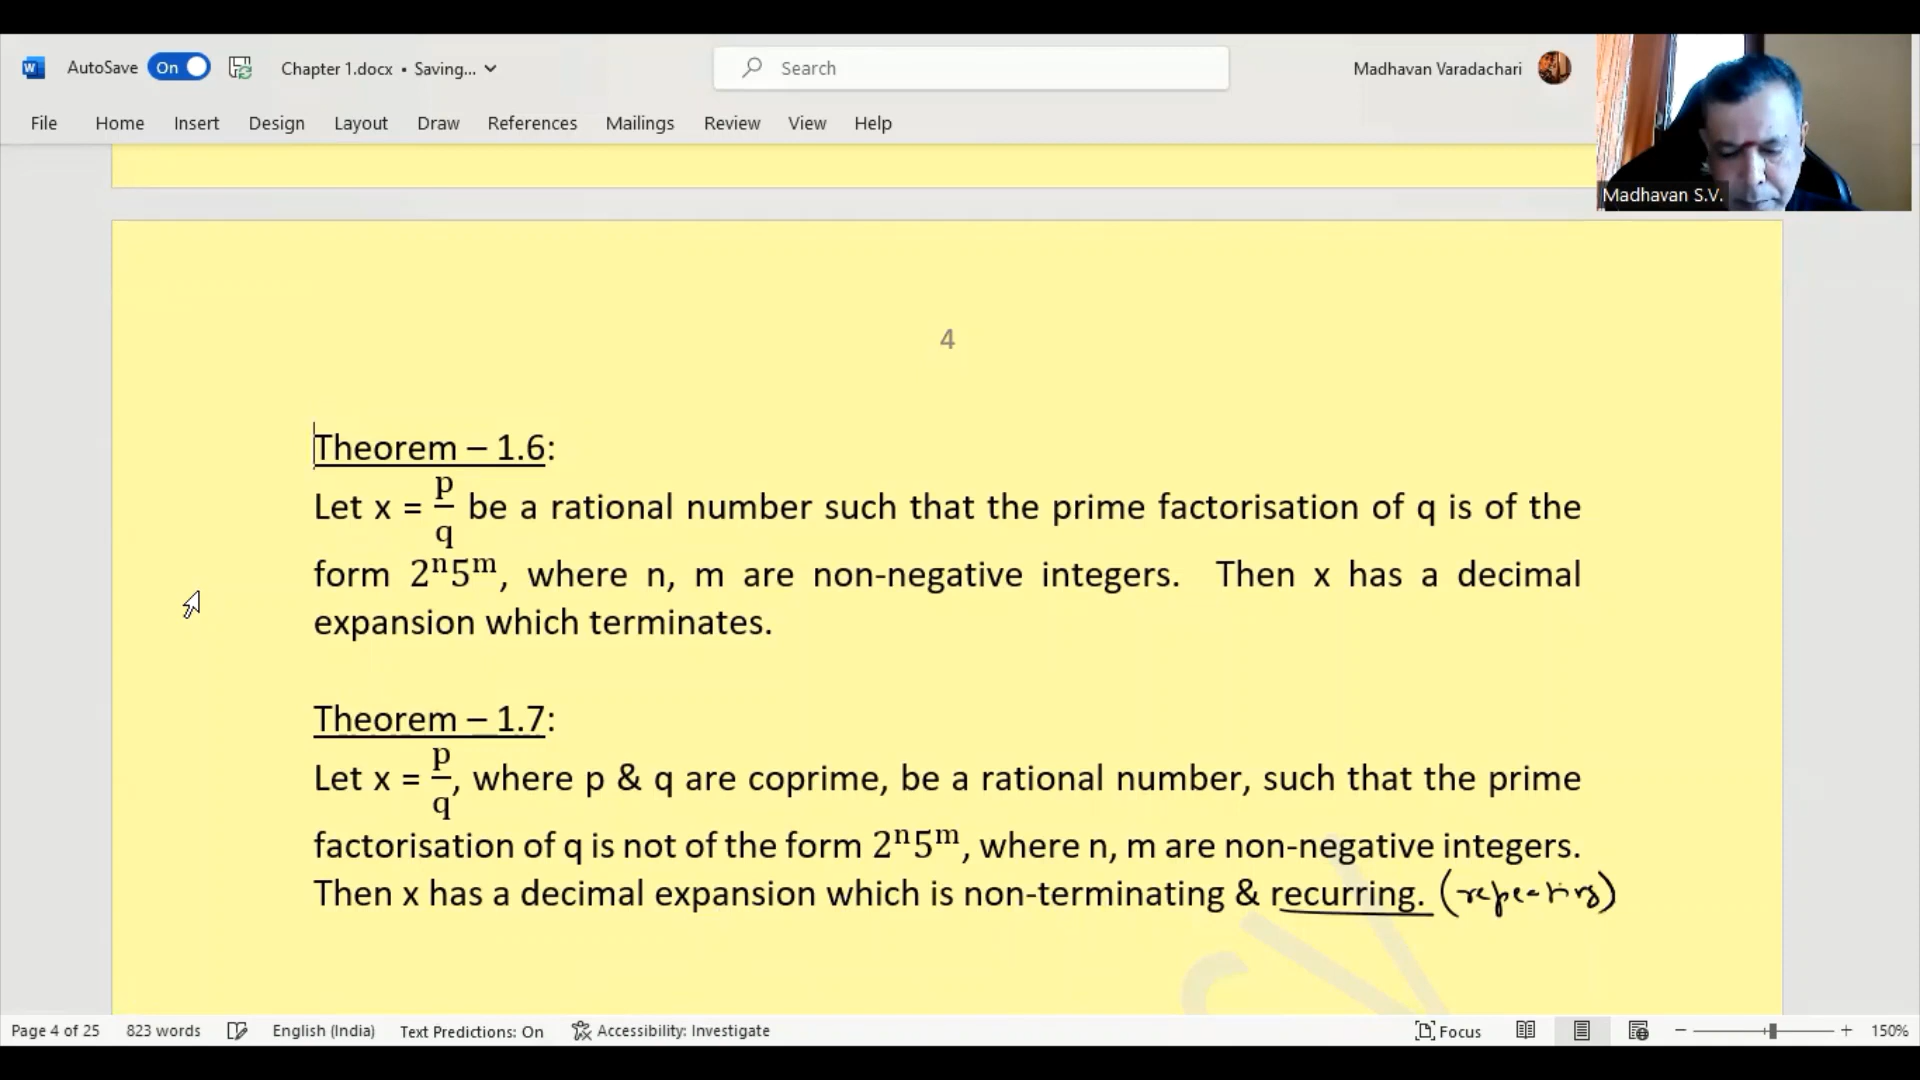 AutoSave On Chapter 1.docx • Saving... Search Madhavan Varadachari
File Home Insert Design Layout Draw References Mailings Review View Help
Madhavan S.V.
4
Theorem – 1.6:
Let x = p/q be a rational number such that the prime factorisation of q is of the
form 2ⁿ5ᵐ, where n, m are non-negative integers. Then x has a decimal
expansion which terminates.
Theorem – 1.7:
Let x = p/q, where p & q are coprime, be a rational number, such that the prime
factorisation of q is not of the form 2ⁿ5ᵐ, where n, m are non-negative integers.
Then x has a decimal expansion which is non-terminating & recurring. (repeating)
SV
Page 4 of 25 823 words English (India) Text Predictions: On Accessibility: Investigate Focus 150%